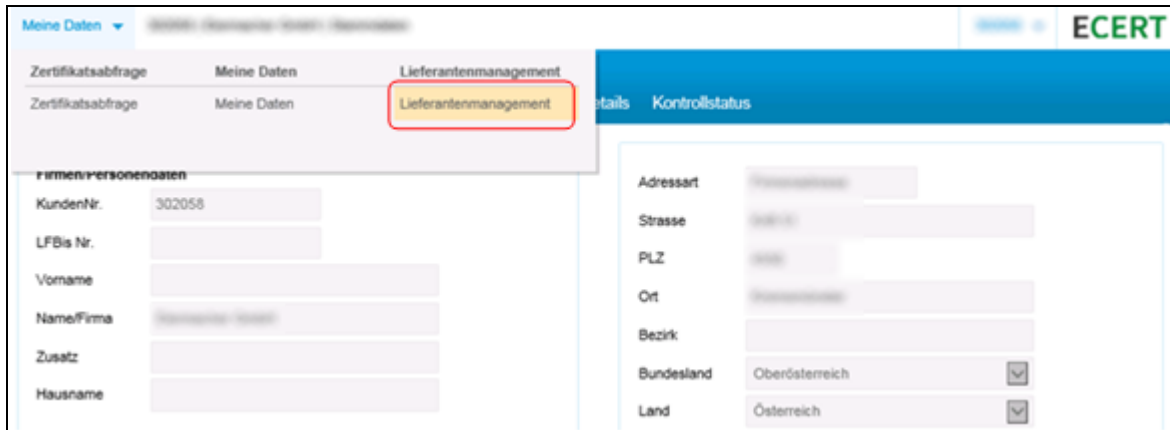 Meine Daten
ECERT
Zertifikatsabfrage Meine Daten Lieferantenmanagement
Zertifikatsabfrage Meine Daten Lieferantenmanagement
etails Kontrollstatus
Firmen/Personendaten
KundenNr. 302058
LFBis Nr.
Vorname
Name/Firma
Zusatz
Hausname
Adressart
Strasse
PLZ
Ort
Bezirk
Bundesland Oberösterreich
Land Österreich